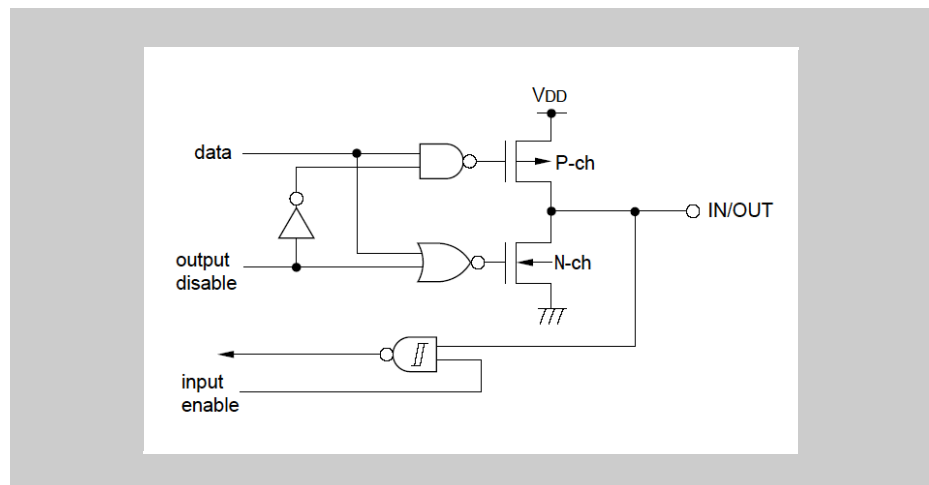 VDD
data
P-ch
IN/OUT
output
disable
N-ch
input
enable